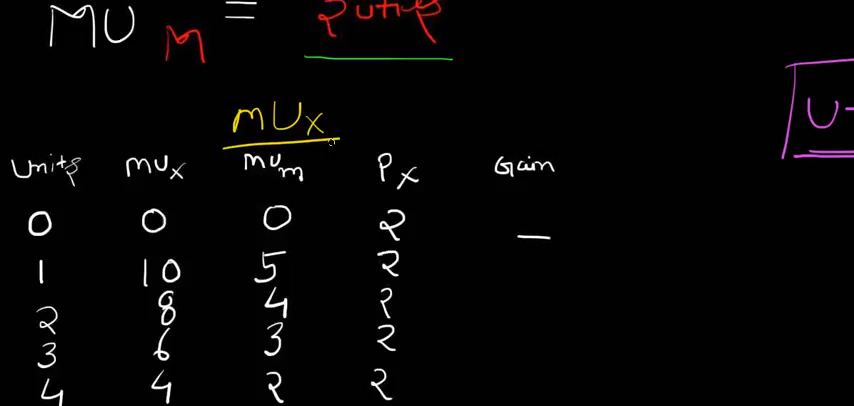 MU M = 2 utils
MUx
Units MUx MUm Px Gain
0 0 0 2 —
1 10 5 2
2 8 4 2
3 6 3 2
4 4 2 2
U-